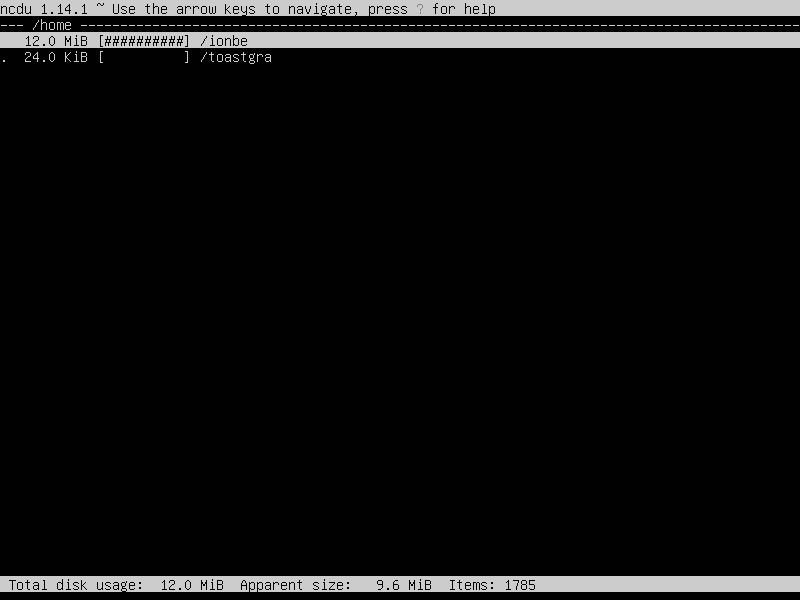 ncdu 1.14.1 ~ Use the arrow keys to navigate, press ? for help
--- /home ------------------------------------------------------------------------------------------
   12.0 MiB [##########] /ionbe
.  24.0 KiB [          ] /toastgra
 Total disk usage:  12.0 MiB  Apparent size:   9.6 MiB  Items: 1785